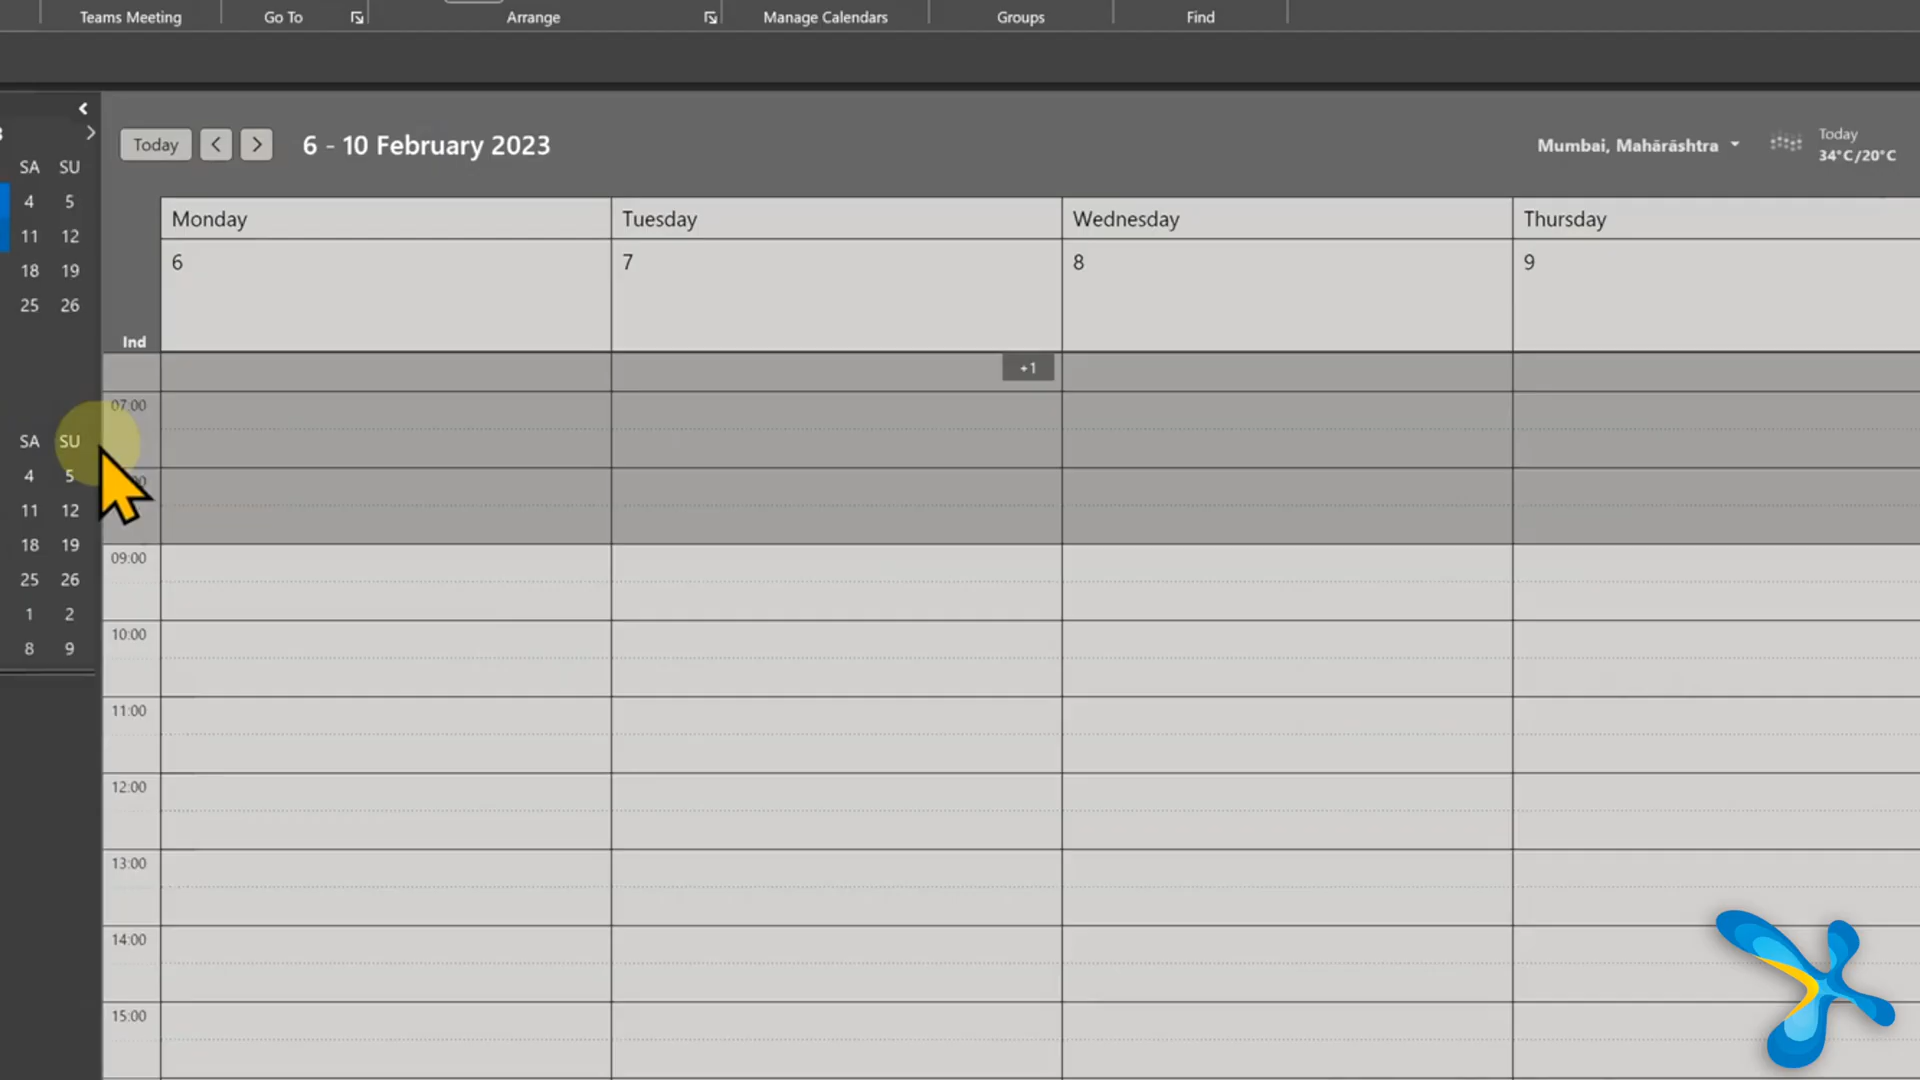 Teams Meeting Go To Arrange Manage Calendars Groups Find
Today 6 - 10 February 2023 Mumbai, Mahārāshtra Today
34°C/20°C
SA SU
4 5
11 12
18 19
25 26
Monday Tuesday Wednesday Thursday
6 7 8 9
Ind
+1
07:00
SA SU
4 5
11 12
18 19
25 26
1 2
8 9
09:00
10:00
11:00
12:00
13:00
14:00
15:00